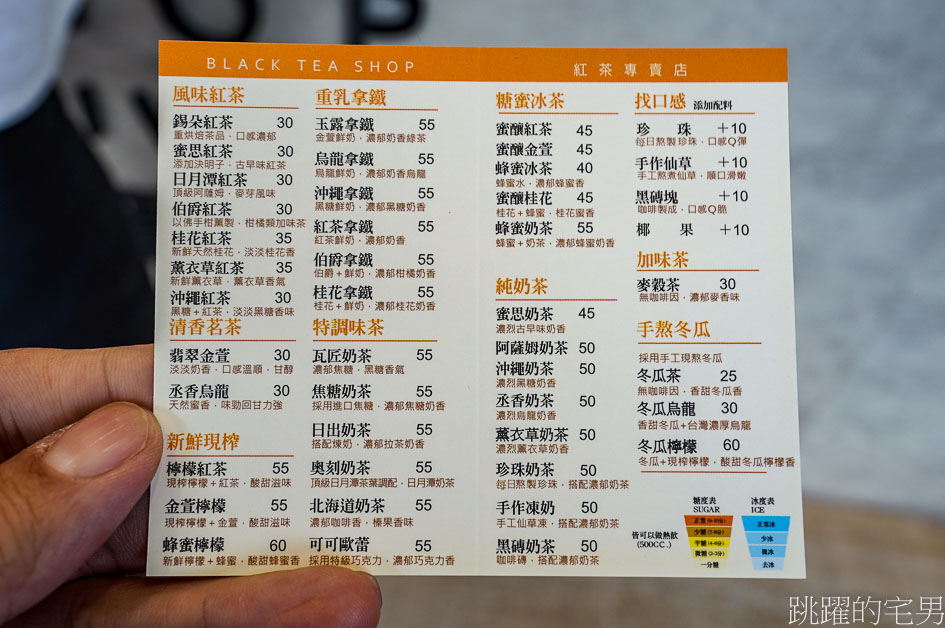 BLACK TEA SHOP
紅茶專賣店
風味紅茶
錫朵紅茶 30
重烘焙茶品，口感濃郁
蜜思紅茶 30
添加決明子，古早味紅茶
日月潭紅茶 30
頂級阿薩姆，麥芽風味
伯爵紅茶 30
以佛手柑薰製，柑橘類加味茶
桂花紅茶 35
新鮮天然桂花，淡淡桂花香
薰衣草紅茶 35
新鮮薰衣草，薰衣草香氣
沖繩紅茶 30
黑糖＋紅茶，淡淡黑糖香味
清香茗茶
翡翠金萱 30
淡淡奶香，口感溫順，甘醇
丞香烏龍 30
天然蜜香，味勁回甘力強
新鮮現榨
檸檬紅茶 55
現榨檸檬＋紅茶，酸甜滋味
金萱檸檬 55
現榨檸檬＋金萱，酸甜滋味
蜂蜜檸檬 60
新鮮檸檬＋蜂蜜，酸甜蜂蜜香
重乳拿鐵
玉露拿鐵 55
金萱鮮奶，濃郁奶香綠茶
烏龍拿鐵 55
烏龍鮮奶，濃郁奶香烏龍
沖繩拿鐵 55
黑糖鮮奶，濃郁黑糖奶香
紅茶拿鐵 55
紅茶鮮奶，濃郁奶香
伯爵拿鐵 55
伯爵＋鮮奶，濃郁柑橘奶香
桂花拿鐵 55
桂花＋鮮奶，濃郁桂花奶香
特調味茶
瓦匠奶茶 55
濃郁焦糖，黑糖香氣
焦糖奶茶 55
採用進口焦糖，濃郁焦糖奶香
日出奶茶 55
搭配煉奶，濃郁拉茶奶香
奧刻奶茶 55
頂級日月潭茶葉調配，日月潭奶茶
北海道奶茶 55
濃郁咖啡香，榛果香味
可可歐蕾 55
採用特級巧克力，濃郁巧克力香
糖蜜冰茶
蜜釀紅茶 45
蜜釀金萱 45
蜂蜜冰茶 40
蜂蜜水，濃郁蜂蜜香
蜜釀桂花 45
桂花＋蜂蜜，桂花蜜香
蜂蜜奶茶 55
蜂蜜＋奶茶，濃郁蜂蜜奶香
純奶茶
蜜思奶茶 45
濃烈古早味奶香
阿薩姆奶茶 50
沖繩奶茶 50
濃烈黑糖奶香
丞香奶茶 50
濃烈烏龍奶香
薰衣草奶茶 50
濃烈薰衣草奶香
珍珠奶茶 50
每日熬製珍珠，搭配濃郁奶茶
手作凍奶 50
手工仙草凍，搭配濃郁奶茶
黑磚奶茶 50
咖啡磚，搭配濃郁奶茶
找口感 添加配料
珍珠 ＋10
每日熬製珍珠，口感Q彈
手作仙草 ＋10
手工熬煮仙草，順口滑嫩
黑磚塊 ＋10
咖啡製成，口感Q脆
椰果 ＋10
加味茶
麥穀茶 30
無咖啡因，濃郁麥香味
手熬冬瓜
採用手工現熬冬瓜
冬瓜茶 25
無咖啡因，香甜冬瓜香
冬瓜烏龍 30
香甜冬瓜＋台灣濃厚烏龍
冬瓜檸檬 60
冬瓜＋現榨檸檬，酸甜冬瓜檸檬香
皆可以做熱飲
(500CC.)
糖度表
SUGAR
正常
少糖
半糖
微糖
一分糖
冰度表
ICE
正常冰
少冰
微冰
去冰
跳躍的宅男